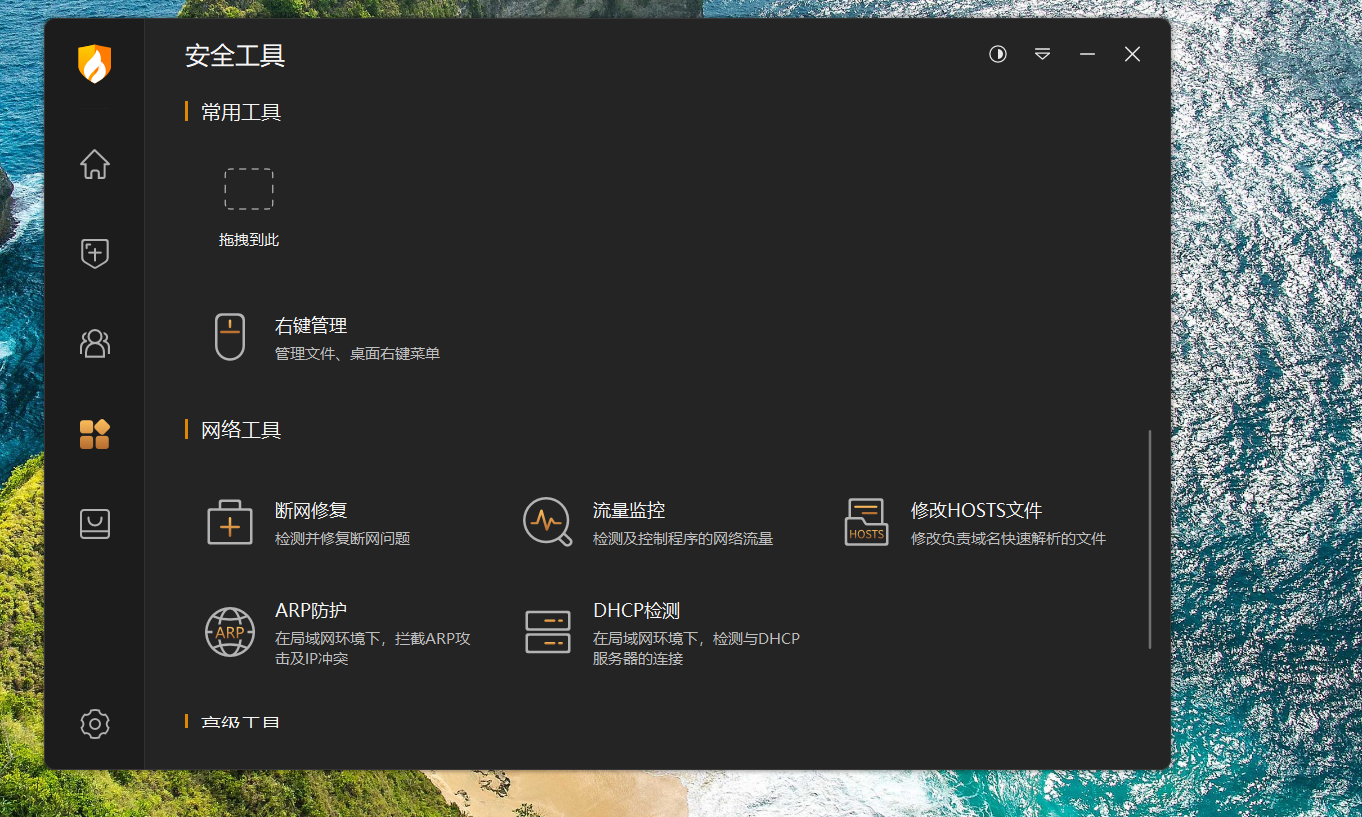 安全工具
常用工具
拖拽到此
右键管理
管理文件、桌面右键菜单
网络工具
断网修复
检测并修复断网问题
流量监控
检测及控制程序的网络流量
HOSTS
修改HOSTS文件
修改负责域名快速解析的文件
ARP
ARP防护
在局域网环境下，拦截ARP攻
击及IP冲突
DHCP检测
在局域网环境下，检测与DHCP
服务器的连接
高级工具